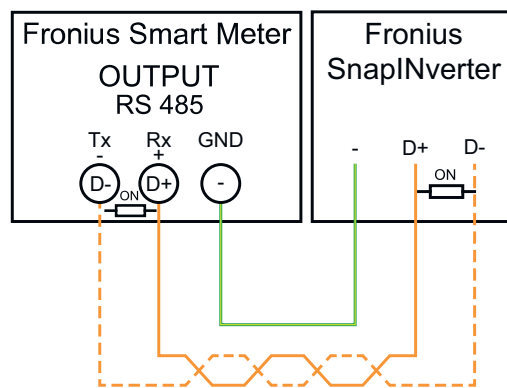 Fronius Smart Meter
OUTPUT
RS 485
Tx Rx GND
- +
D- D+ -
ON
Fronius
SnapINverter
- D+ D-
ON